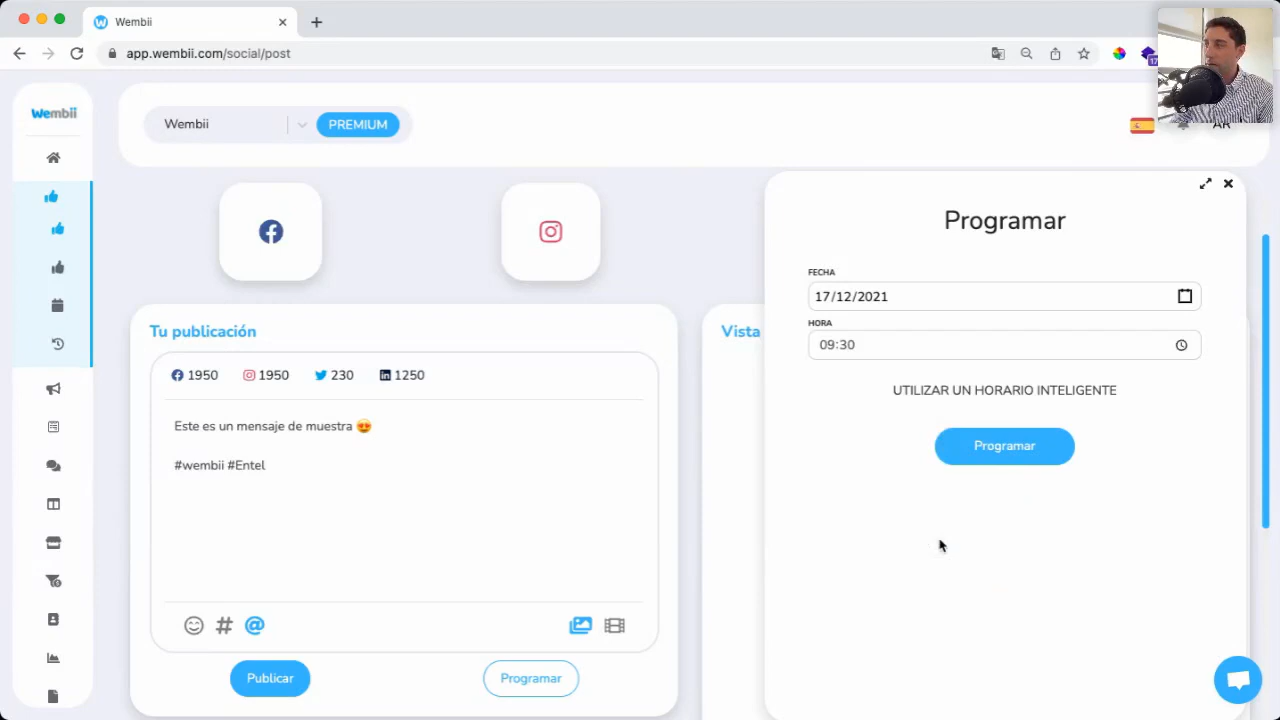 Wembii
app.wembii.com/social/post
17
Wembii
Wembii
PREMIUM
AR
Programar
FECHA
17/12/2021
HORA
09:30
UTILIZAR UN HORARIO INTELIGENTE
Programar
Tu publicación
Vista
1950
1950
230
1250
Este es un mensaje de muestra 😍
#wembii #Entel
Publicar
Programar